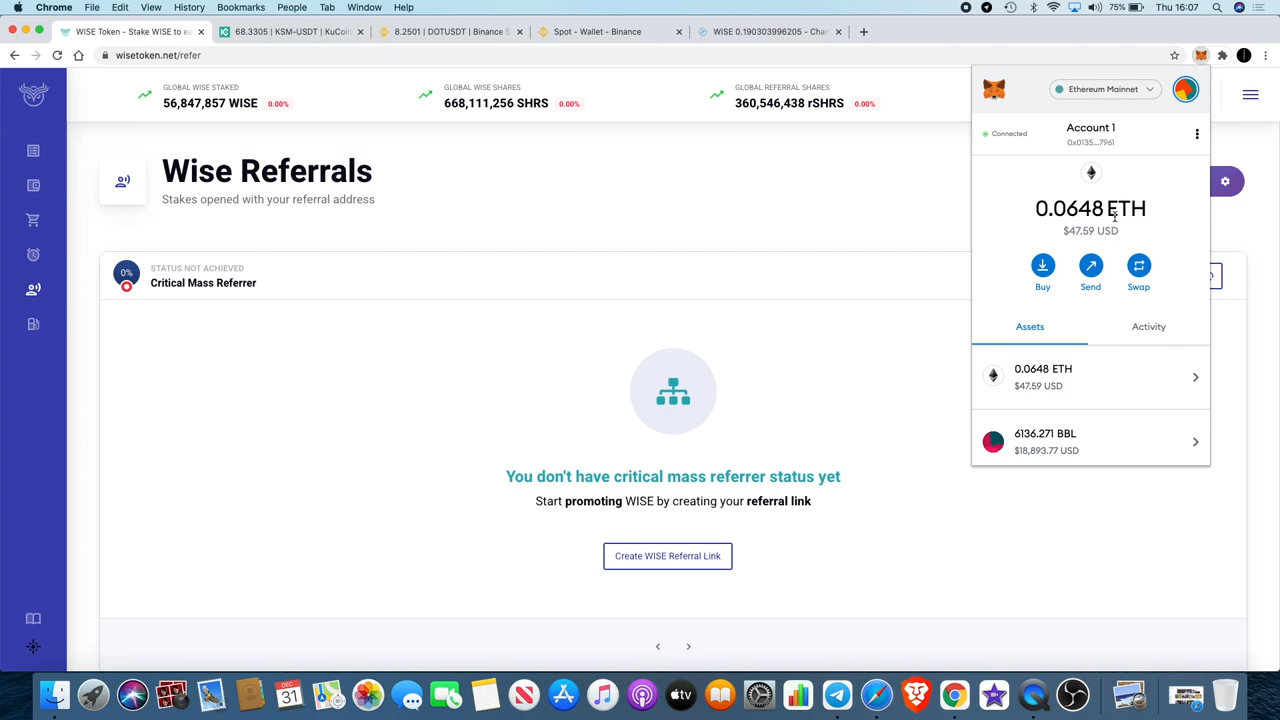 Chrome File Edit View History Bookmarks People Tab Window Help
75% Thu 16:07
WISE Token - Stake WISE to ea
68.3305 | KSM-USDT | KuCoin
8.2501 | DOTUSDT | Binance S
Spot - Wallet - Binance
WISE 0.190303996205 - Char
wisetoken.net/refer
GLOBAL WISE STAKED
56,847,857 WISE 0.00%
GLOBAL WISE SHARES
668,111,256 SHRS 0.00%
GLOBAL REFERRAL SHARES
360,546,438 rSHRS 0.00%
Wise Referrals
Stakes opened with your referral address
0%
STATUS NOT ACHIEVED
Critical Mass Referrer
You don't have critical mass referrer status yet
Start promoting WISE by creating your referral link
Create WISE Referral Link
Ethereum Mainnet
Connected
Account 1
0x0135...7961
0.0648 ETH
$47.59 USD
Buy Send Swap
Assets Activity
0.0648 ETH
$47.59 USD
6136.271 BBL
$18,893.77 USD
DEC
31
tv